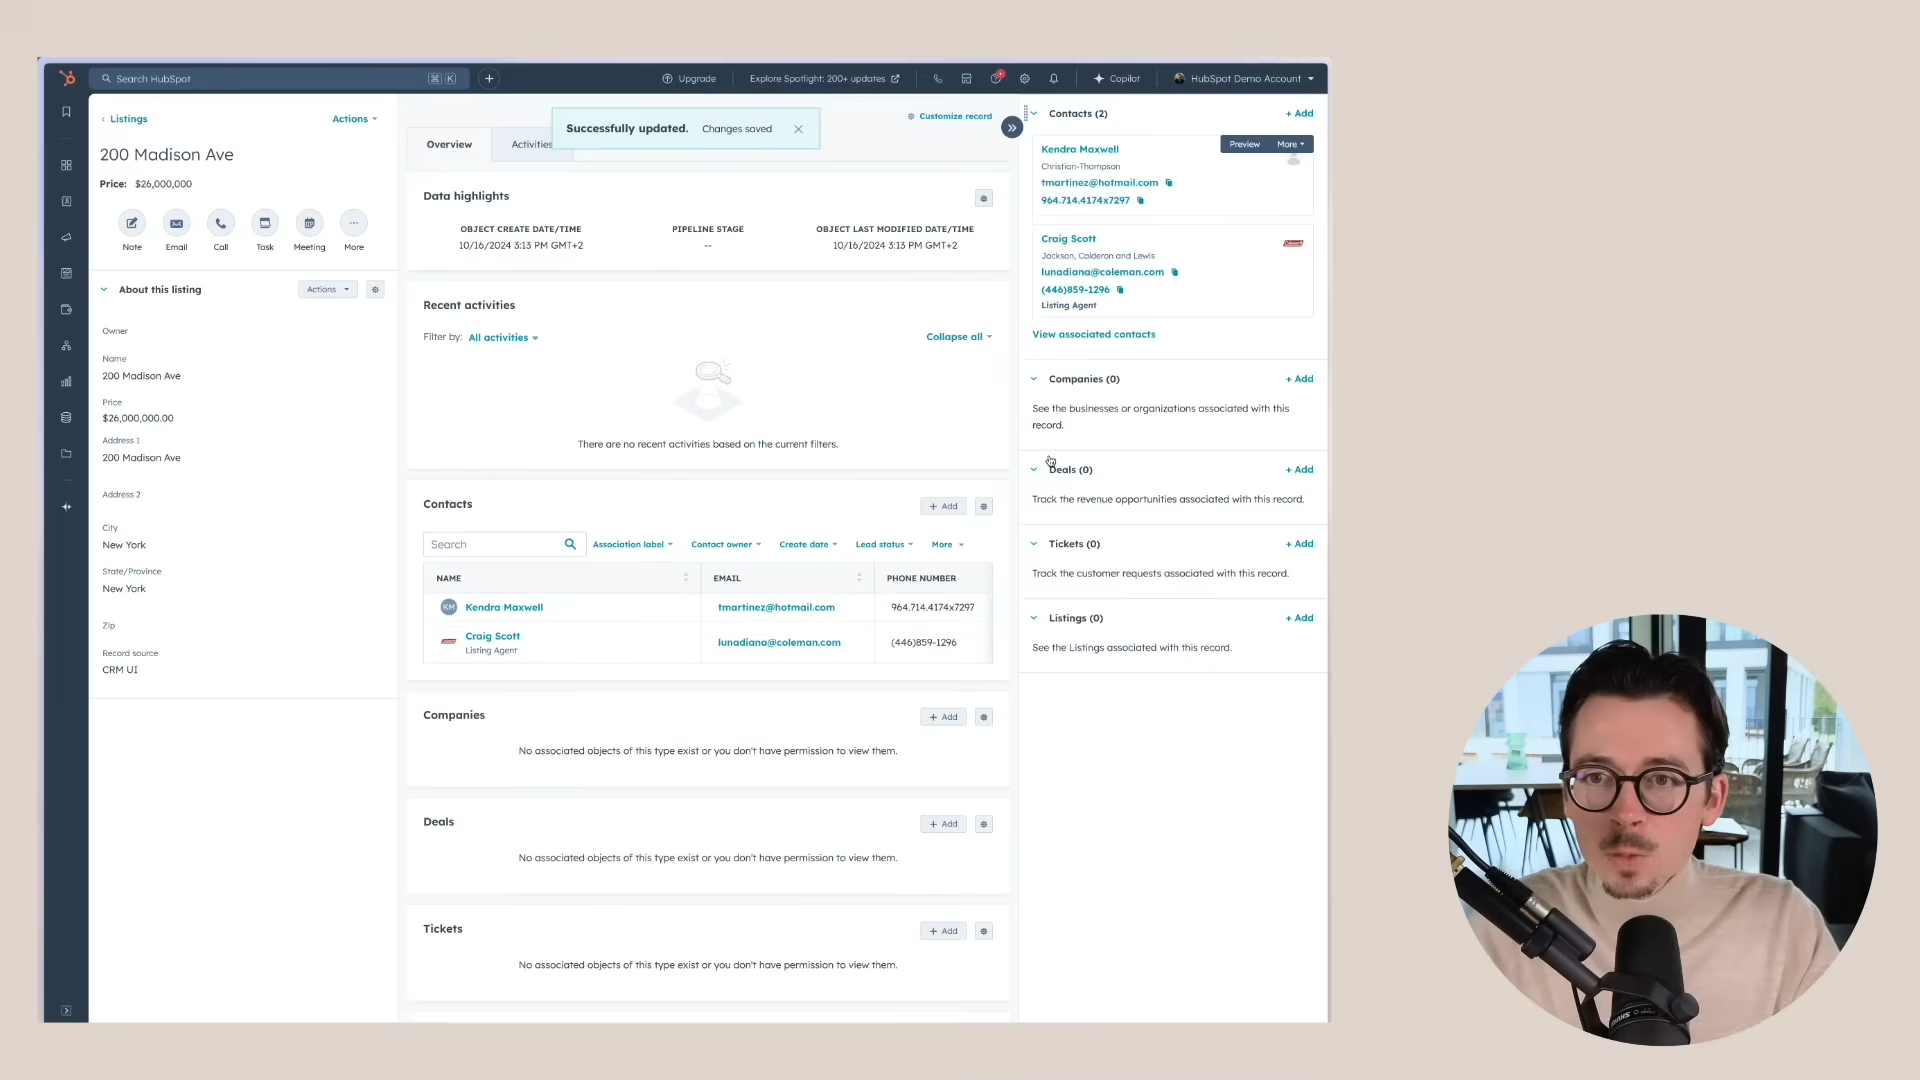 Search HubSpot
⌘ K
Upgrade
Explore Spotlight: 200+ updates
Copilot
HubSpot Demo Account
Listings
Actions
200 Madison Ave
Price: $26,000,000
Note
Email
Call
Task
Meeting
More
About this listing
Actions
Owner
Name
200 Madison Ave
Price
$26,000,000.00
Address 1
200 Madison Ave
Address 2
City
New York
State/Province
New York
Zip
Record source
CRM UI
Successfully updated. Changes saved
Customize record
Overview
Activities
Data highlights
OBJECT CREATE DATE/TIME
10/16/2024 3:13 PM GMT+2
PIPELINE STAGE
--
OBJECT LAST MODIFIED DATE/TIME
10/16/2024 3:13 PM GMT+2
Recent activities
Filter by: All activities
Collapse all
There are no recent activities based on the current filters.
Contacts
+ Add
Search
Association label
Contact owner
Create date
Lead status
More
NAME
EMAIL
PHONE NUMBER
KM Kendra Maxwell
tmartinez@hotmail.com
964.714.4174x7297
Craig Scott
Listing Agent
lunadiana@coleman.com
(446)859-1296
Companies
+ Add
No associated objects of this type exist or you don't have permission to view them.
Deals
+ Add
No associated objects of this type exist or you don't have permission to view them.
Tickets
+ Add
No associated objects of this type exist or you don't have permission to view them.
Contacts (2)
+ Add
Kendra Maxwell
Preview
More
Christian-Thompson
tmartinez@hotmail.com
964.714.4174x7297
Craig Scott
Jackson, Calderon and Lewis
lunadiana@coleman.com
(446)859-1296
Listing Agent
View associated contacts
Companies (0)
+ Add
See the businesses or organizations associated with this
record.
Deals (0)
+ Add
Track the revenue opportunities associated with this record.
Tickets (0)
+ Add
Track the customer requests associated with this record.
Listings (0)
+ Add
See the Listings associated with this record.
SHURE